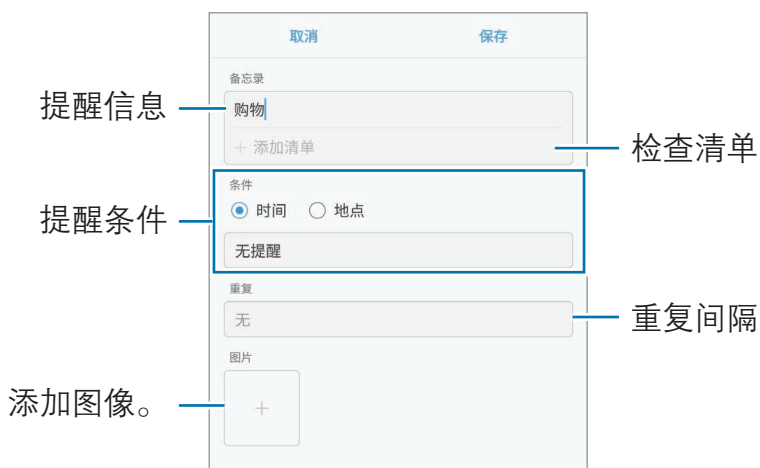 取消 保存
备忘录
提醒信息 购物
+ 添加清单 检查清单
条件
提醒条件 时间 地点
无提醒
重复
无 重复间隔
图片
添加图像。 +